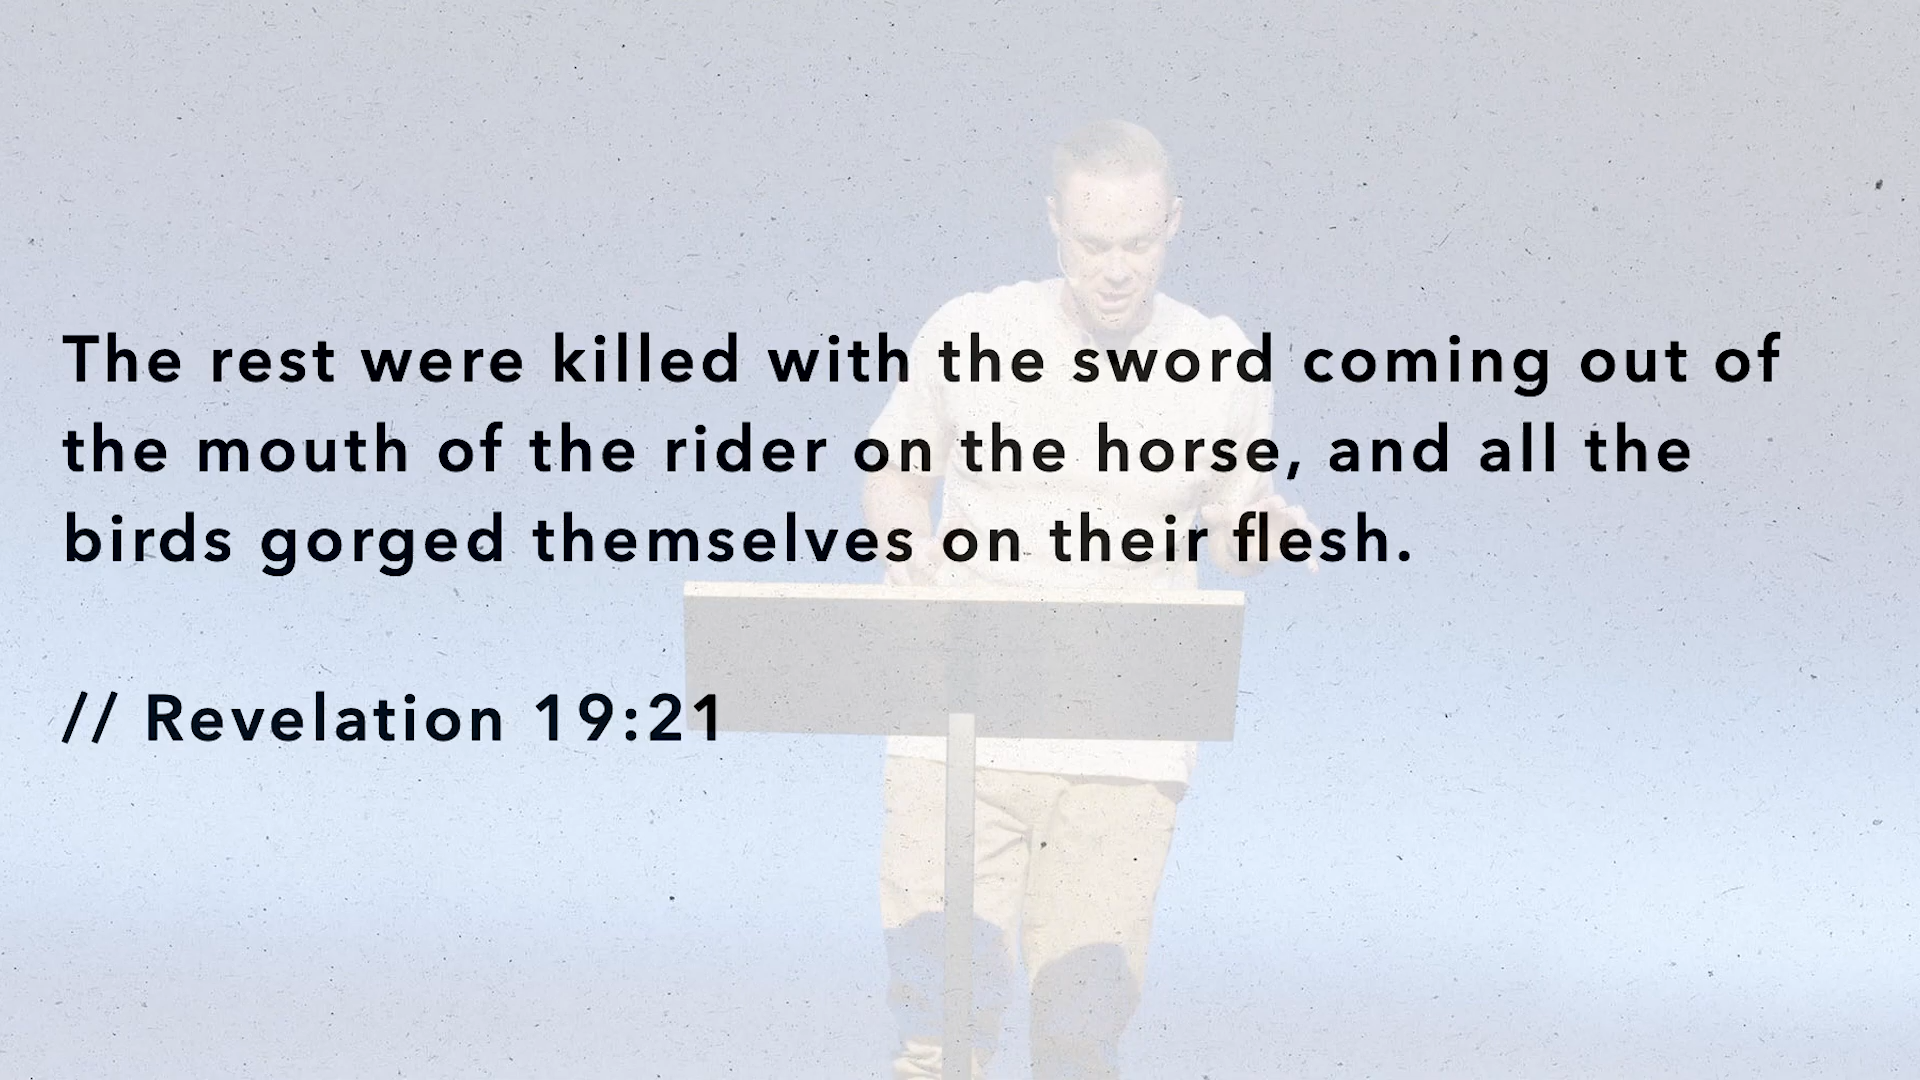 The rest were killed with the sword coming out of
the mouth of the rider on the horse, and all the
birds gorged themselves on their flesh.
// Revelation 19:21